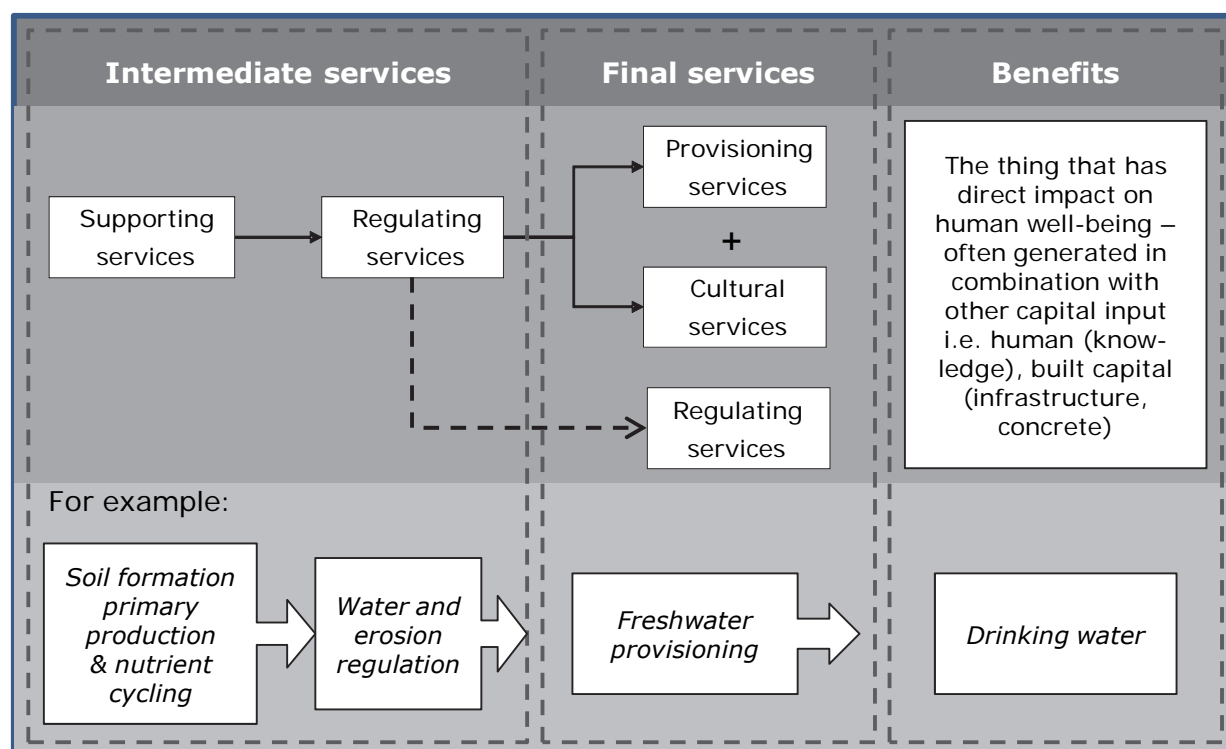 Intermediate services
Final services
Benefits
Supporting
services
Regulating
services
Provisioning
services
+
Cultural
services
Regulating
services
The thing that has
direct impact on
human well-being –
often generated in
combination with
other capital input
i.e. human (know-
ledge), built capital
(infrastructure,
concrete)
For example:
Soil formation
primary
production
& nutrient
cycling
Water and
erosion
regulation
Freshwater
provisioning
Drinking water